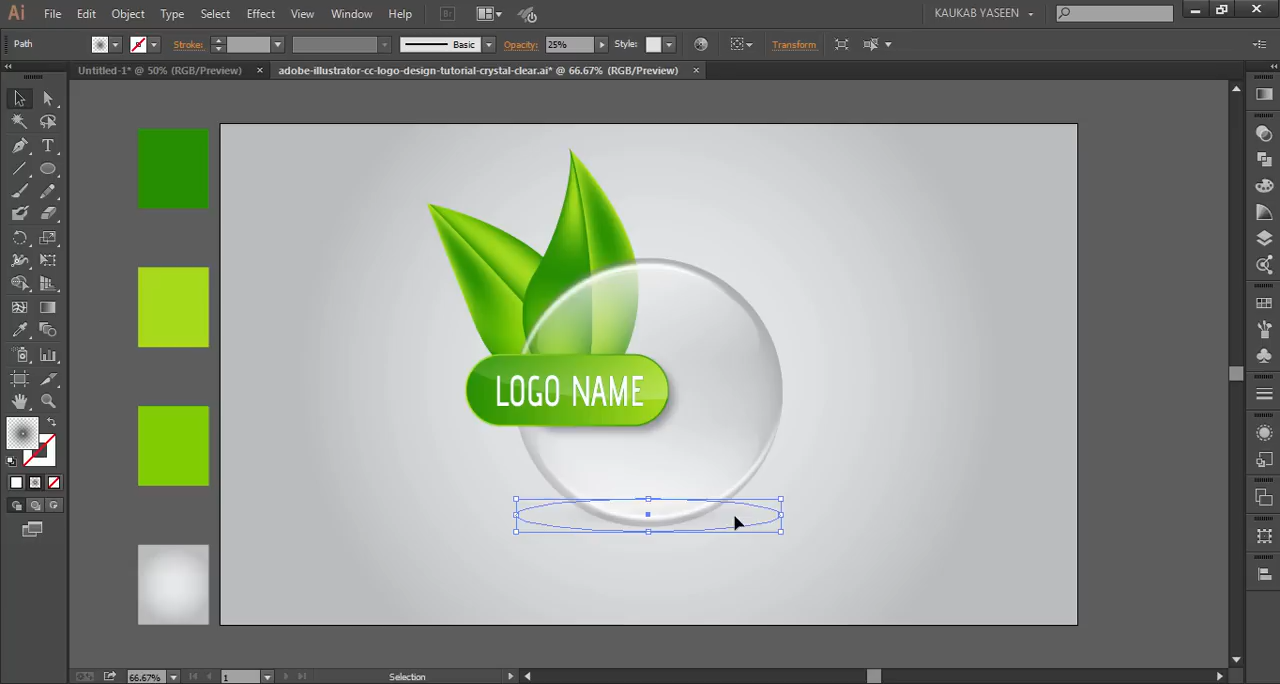 Ai File Edit Object Type Select Effect View Window Help Br KAUKAB YASEEN
Path Stroke: Basic Opacity: 25% Style: Transform
Untitled-1* @ 50% (RGB/Preview) × adobe-illustrator-cc-logo-design-tutorial-crystal-clear.ai* @ 66.67% (RGB/Preview) ×
LOGO NAME
66.67% 1 Selection